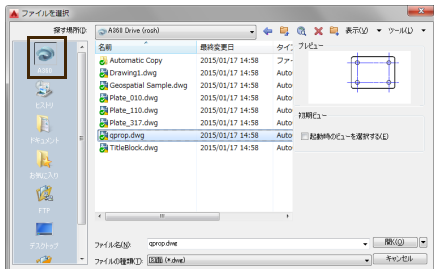 ファイルを選択
探す場所(I):
A360 Drive (rosh)
表示(V)
ツール(L)
名前
最終更新日
タイプ
プレビュー
A360
Automatic Copy 2015/01/17 14:58 ファー
Drawing1.dwg 2015/01/17 14:58 Auto
Geospatial Sample.dwg 2015/01/17 14:58 Auto
ヒストリ
Plate_010.dwg 2015/01/17 14:58 Auto
Plate_110.dwg 2015/01/17 14:58 Auto
Plate_317.dwg 2015/01/17 14:58 Auto
初期ビュー
qprop.dwg 2015/01/17 14:58 Auto
起動時のビューを選択する(E)
ドキュメント
TitleBlock.dwg 2015/01/17 14:58 Auto
お気に入り
FTP
デスクトップ
ファイル名(N):
qprop.dwg
開く(O)
ファイルの種類(T):
図面 (*.dwg)
キャンセル